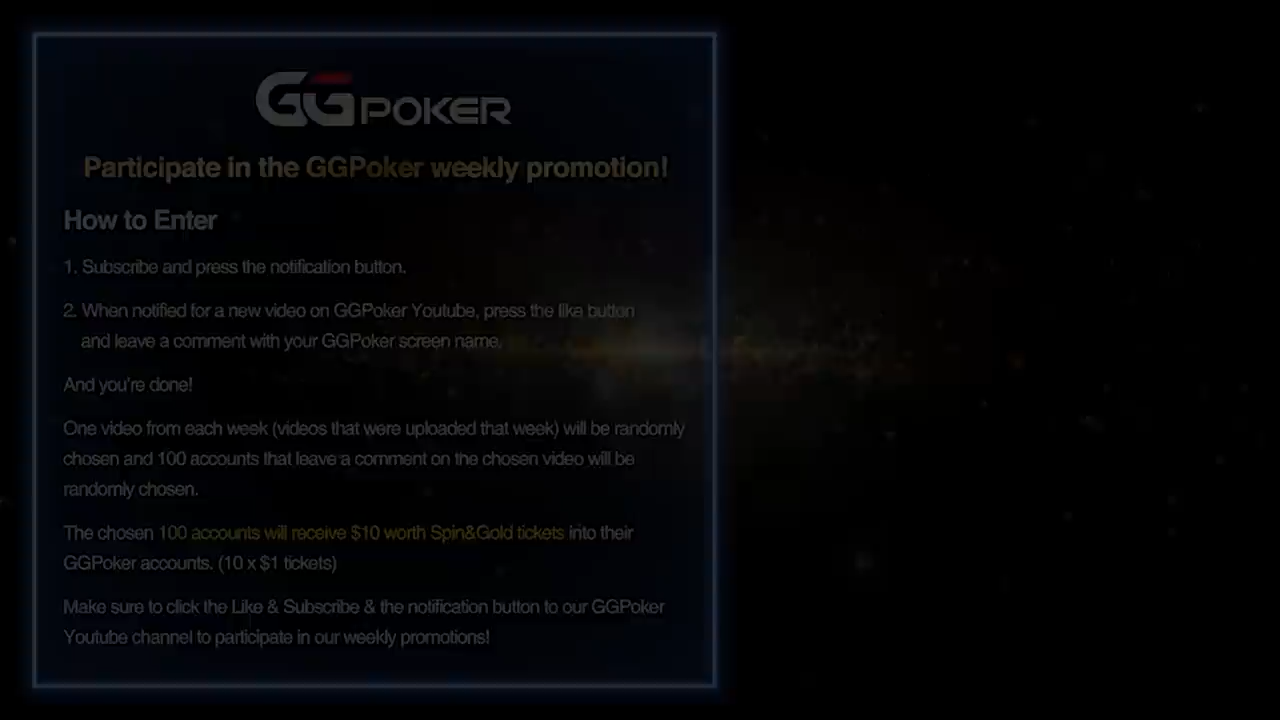 GGPOKER
Participate in the GGPoker weekly promotion!
How to Enter
1. Subscribe and press the notification button.
2. When notified for a new video on GGPoker Youtube, press the like button
and leave a comment with your GGPoker screen name.
And you're done!
One video from each week (videos that were uploaded that week) will be randomly
chosen and 100 accounts that leave a comment on the chosen video will be
randomly chosen.
The chosen 100 accounts will receive $10 worth Spin&Gold tickets into their
GGPoker accounts. (10 x $1 tickets)
Make sure to click the Like & Subscribe & the notification button to our GGPoker
Youtube channel to participate in our weekly promotions!